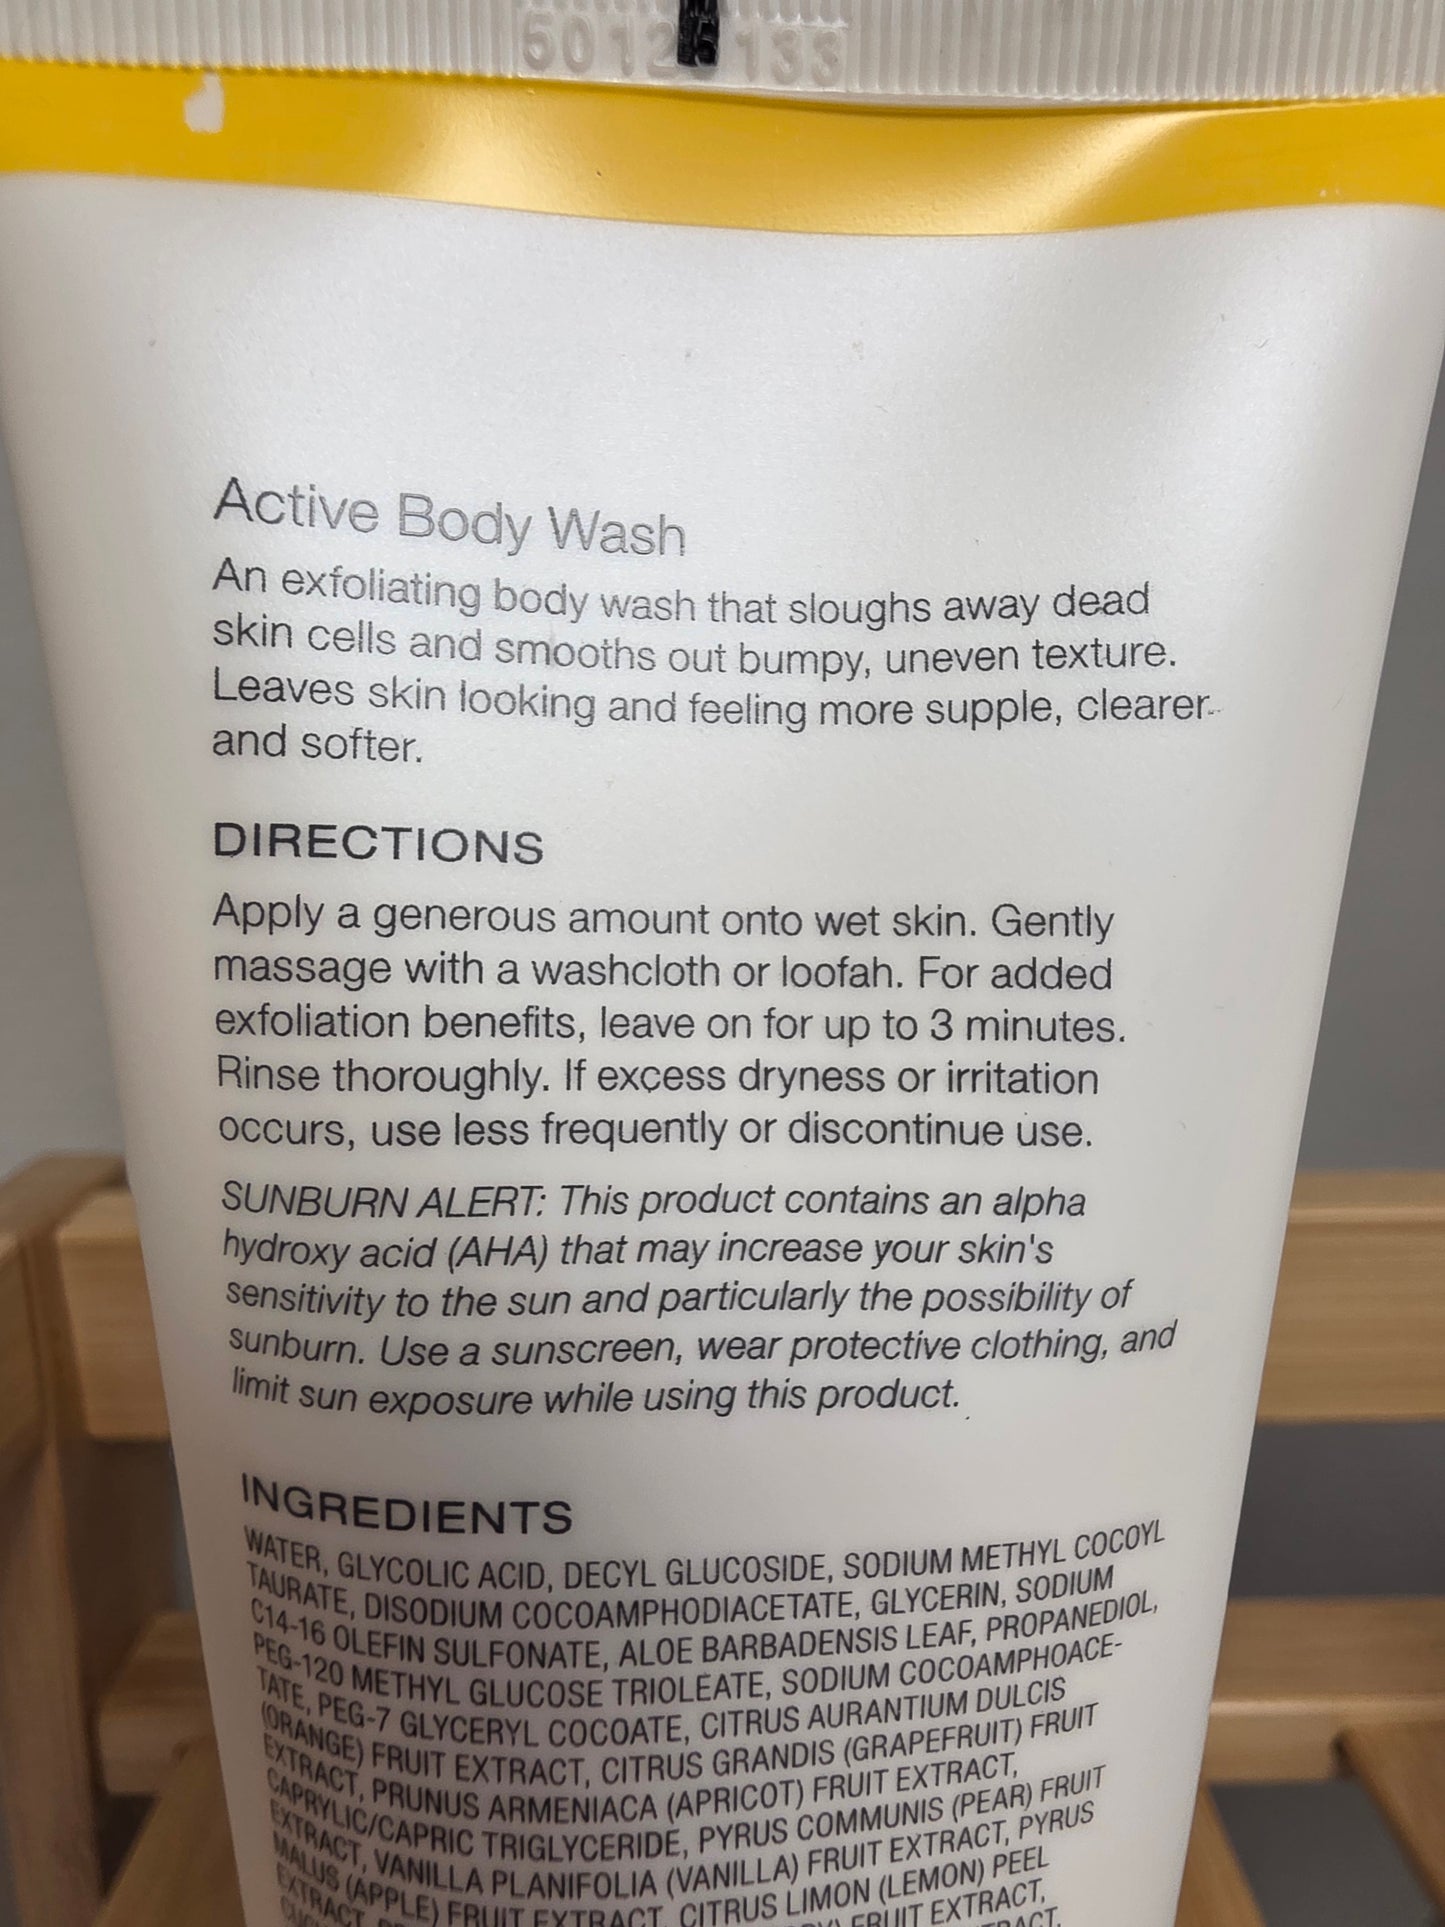 Active Body Wash
An exfoliating body wash that sloughs away dead
skin cells and smooths out bumpy, uneven texture.
Leaves skin looking and feeling more supple, clearer
and softer.
DIRECTIONS
Apply a generous amount onto wet skin. Gently
massage with a washcloth or loofah. For added
exfoliation benefits, leave on for up to 3 minutes.
Rinse thoroughly. If excess dryness or irritation
occurs, use less frequently or discontinue use.
SUNBURN ALERT: This product contains an alpha
hydroxy acid (AHA) that may increase your skin's
sensitivity to the sun and particularly the possibility of
sunburn. Use a sunscreen, wear protective clothing, and
limit sun exposure while using this product.
INGREDIENTS
WATER, GLYCOLIC ACID, DECYL GLUCOSIDE, SODIUM METHYL COCOYL
TAURATE, DISODIUM COCOAMPHODIACETATE, GLYCERIN, SODIUM
C14-16 OLEFIN SULFONATE, ALOE BARBADENSIS LEAF, PROPANEDIOL,
PEG-120 METHYL GLUCOSE TRIOLEATE, SODIUM COCOAMPHOACE-
TATE, PEG-7 GLYCERYL COCOATE, CITRUS AURANTIUM DULCIS
(ORANGE) FRUIT EXTRACT, CITRUS GRANDIS (GRAPEFRUIT) FRUIT
EXTRACT, PRUNUS ARMENIACA (APRICOT) FRUIT EXTRACT,
CAPRYLIC/CAPRIC TRIGLYCERIDE, PYRUS COMMUNIS (PEAR) FRUIT
EXTRACT, VANILLA PLANIFOLIA (VANILLA) FRUIT EXTRACT, PYRUS
MALUS (APPLE) FRUIT EXTRACT, CITRUS LIMON (LEMON) PEEL
EXTRACT, FRUIT EXTRACT,